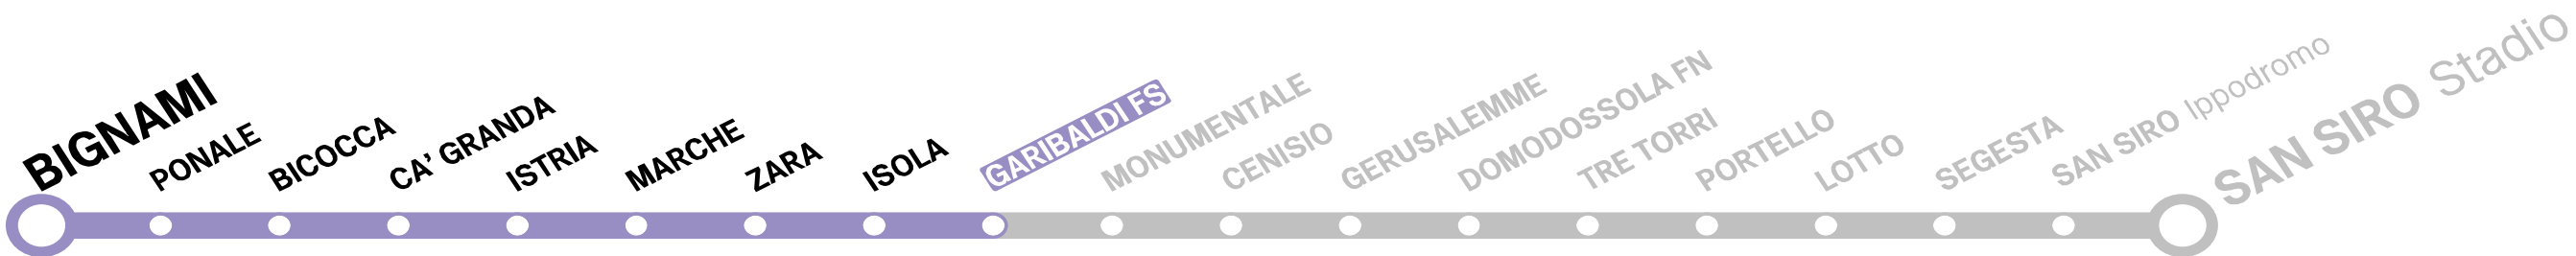 BIGNAMI
PONALE
BICOCCA
CA’ GRANDA
ISTRIA
MARCHE
ZARA
ISOLA
GARIBALDI FS
MONUMENTALE
CENISIO
GERUSALEMME
DOMODOSSOLA FN
TRE TORRI
PORTELLO
LOTTO
SEGESTA
SAN SIRO Ippodromo
SAN SIRO Stadio